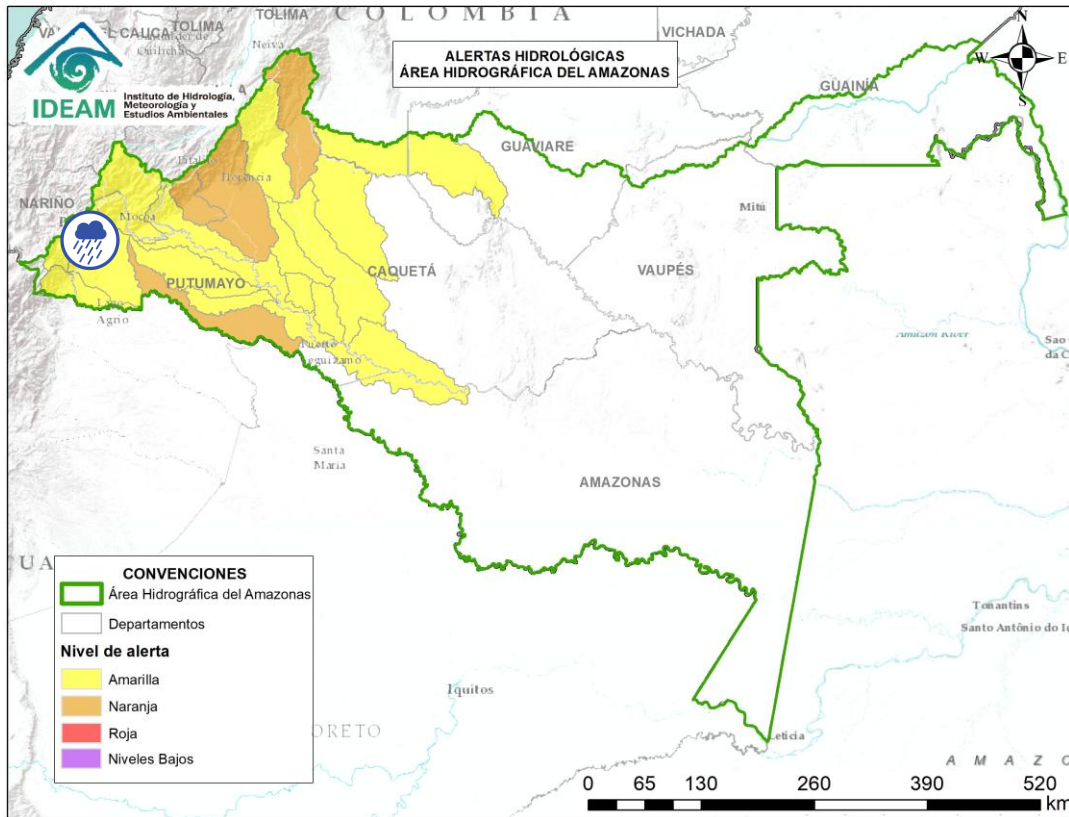 COLOMBIA
TOLIMA
TOLIMA
VICHADA
Neiva
IDEAM
Instituto de Hidrología,
Meteorología y
Estudios Ambientales
ALERTAS HIDROLÓGICAS
ÁREA HIDROGRÁFICA DEL AMAZONAS
N
W
E
S
GUAINÍA
GUAVIARE
Florencia
NARIÑO
Mocoa
Mitú
CAQUETÁ
VAUPÉS
PUTUMAYO
Lago
Agrio
Amazon River
Puerto
Leguizamo
Santa
Maria
AMAZONAS
CONVENCIONES
Área Hidrográfica del Amazonas
Departamentos
Nivel de alerta
Amarilla
Naranja
Roja
Niveles Bajos
Tonantins
Santo Antônio do
Iquitos
ORETO
Leticia
A M A Z O
0 65 130 260 390 520
km